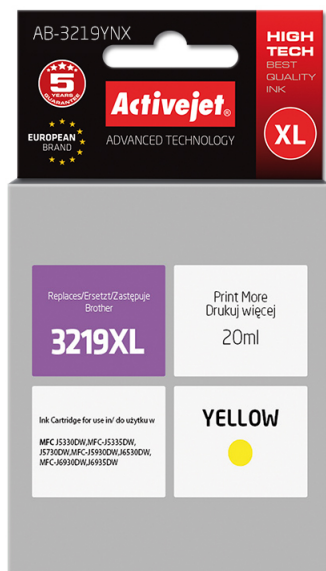 AB-3219YNX
HIGH
TECH
BEST
QUALITY
INK
5
YEARS
GUARANTEE
Activejet®
EUROPEAN
BRAND
ADVANCED TECHNOLOGY
XL
Replaces/Ersetzt/Zastępuje
Brother
3219XL
Print More
Drukuj więcej
20ml
Ink Cartridge for use in/ do użytku w
MFC J5330DW,MFC-J5335DW,
J5730DW,MFC-J5930DW,J6530DW,
MFC-J6930DW,J6935DW
YELLOW